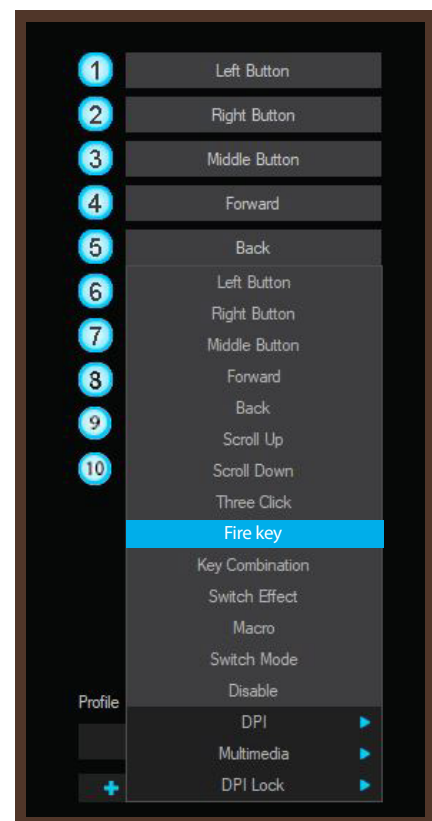 1 Left Button
2 Right Button
3 Middle Button
4 Forward
5 Back
6 Left Button
Right Button
7 Middle Button
8 Forward
Back
9 Scroll Up
10 Scroll Down
Three Click
Fire key
Key Combination
Switch Effect
Macro
Switch Mode
Profile Disable
DPI
Multimedia
DPI Lock